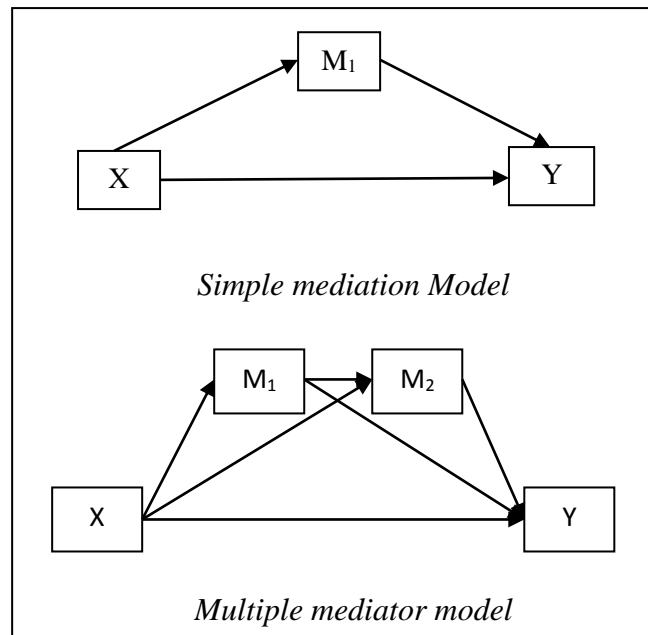 M₁
X
Y
Simple mediation Model
M₁ M₂
X Y
Multiple mediator model